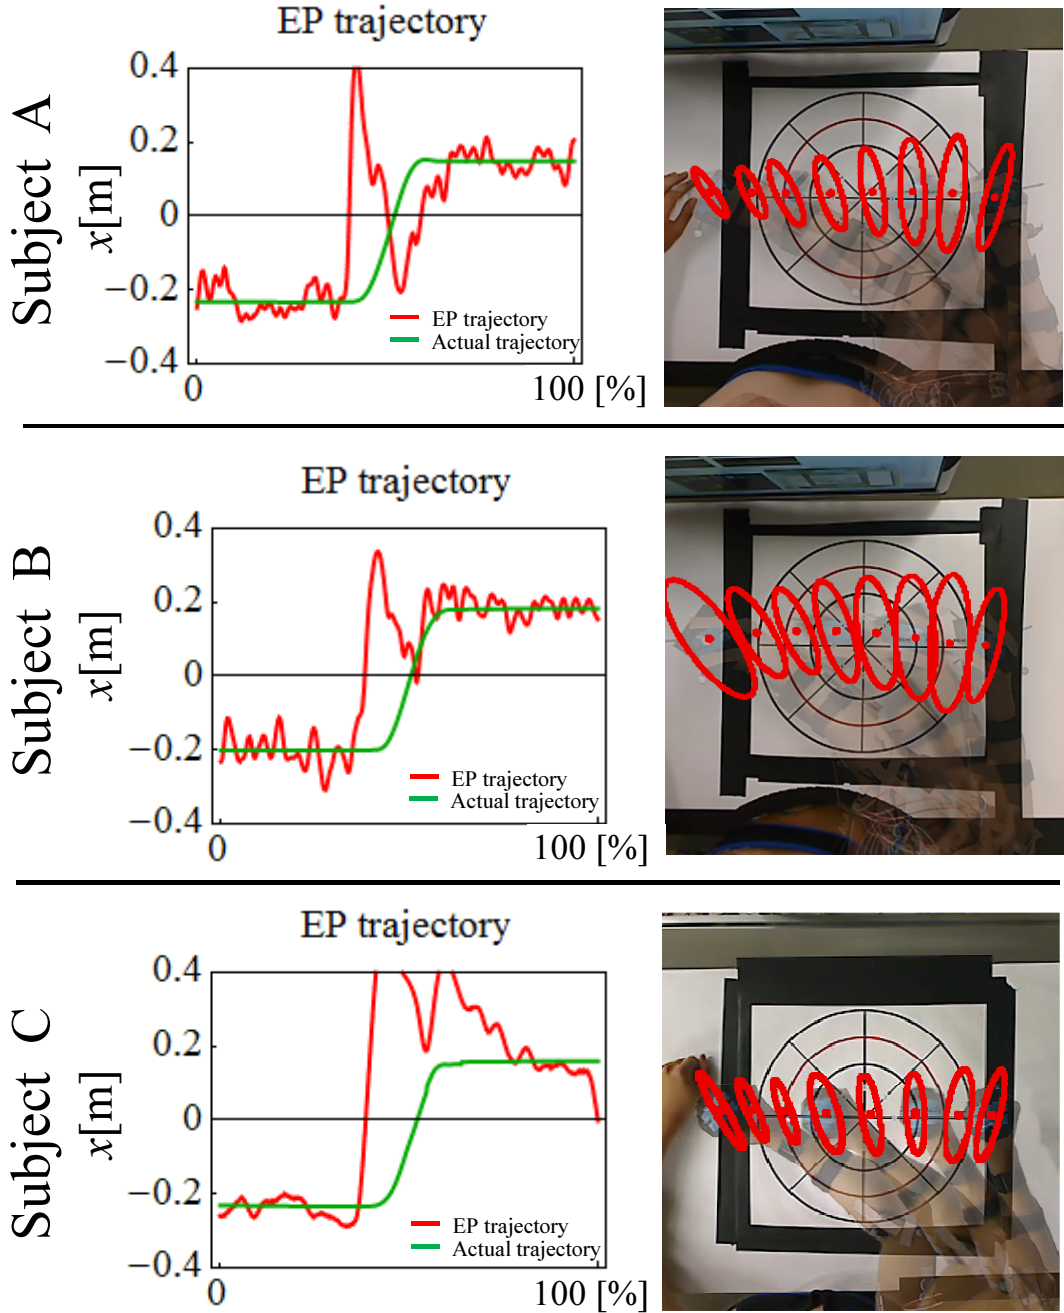 EP trajectory
Subject A
x[m]
0.4
0.2
0
−0.2
−0.4
EP trajectory
Actual trajectory
0
100 [%]
EP trajectory
Subject B
x[m]
0.4
0.2
0
−0.2
−0.4
EP trajectory
Actual trajectory
0
100 [%]
EP trajectory
Subject C
x[m]
0.4
0.2
0
−0.2
−0.4
EP trajectory
Actual trajectory
0
100 [%]